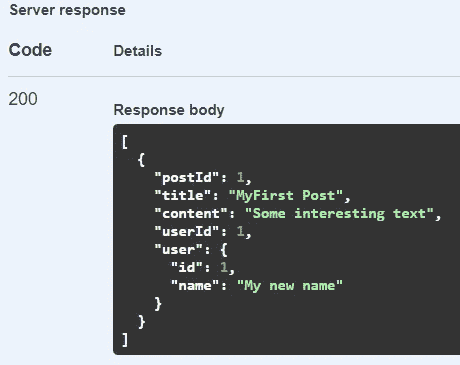 Server response
Code Details
200
Response body
[
  {
    "postId": 1,
    "title": "MyFirst Post",
    "content": "Some interesting text",
    "userId": 1,
    "user": {
      "id": 1,
      "name": "My new name"
    }
  }
]